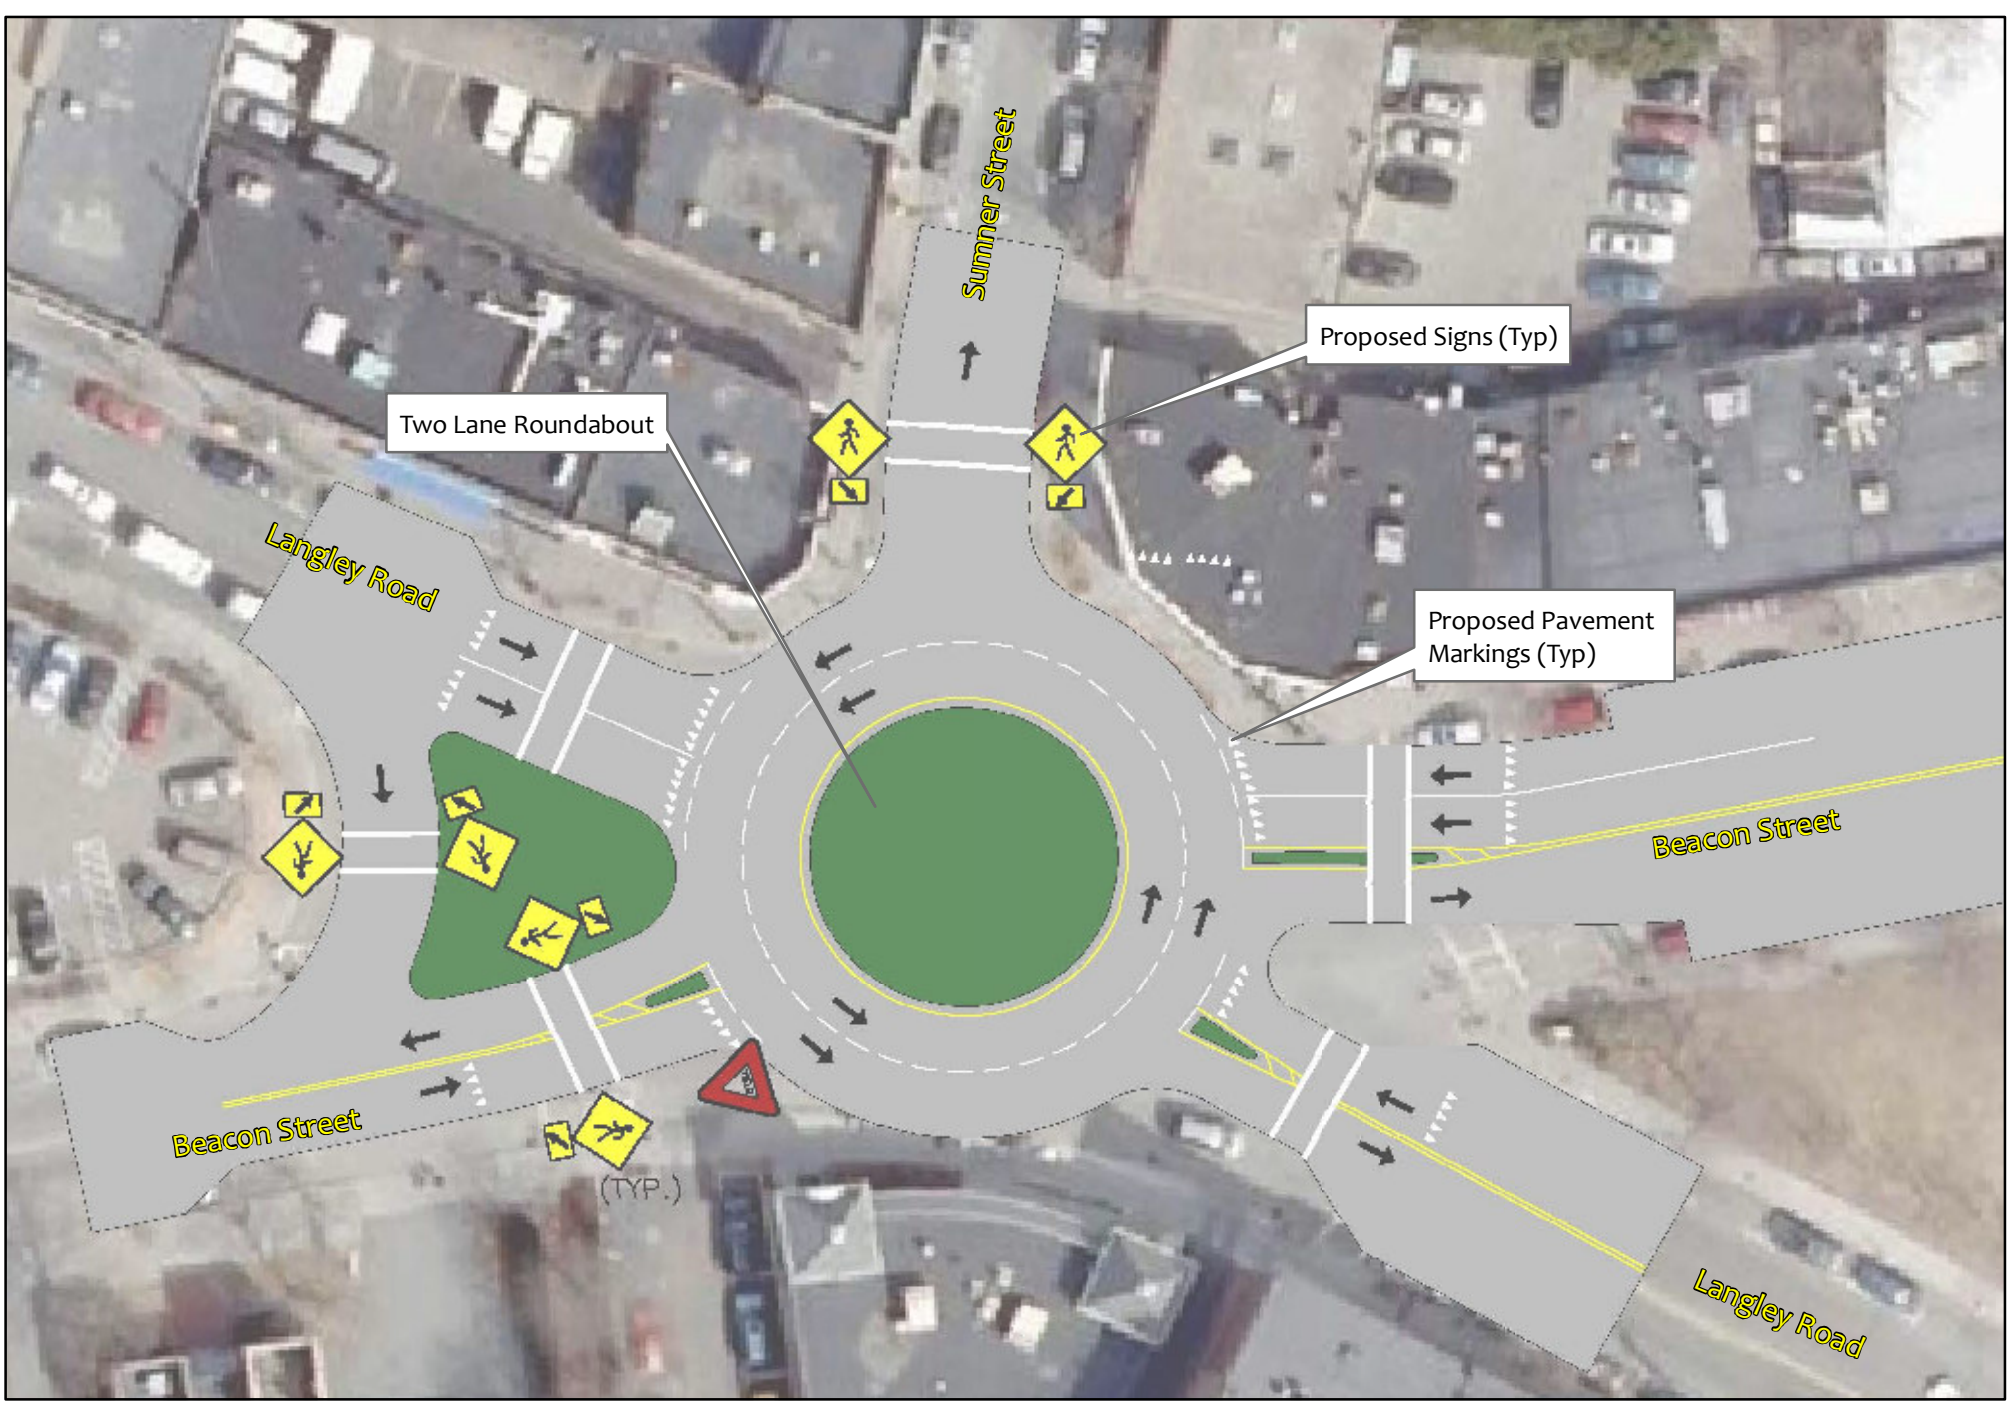 Sumner Street
Proposed Signs (Typ)
Two Lane Roundabout
Langley Road
Proposed Pavement
Markings (Typ)
Beacon Street
Beacon Street
(TYP.)
Langley Road